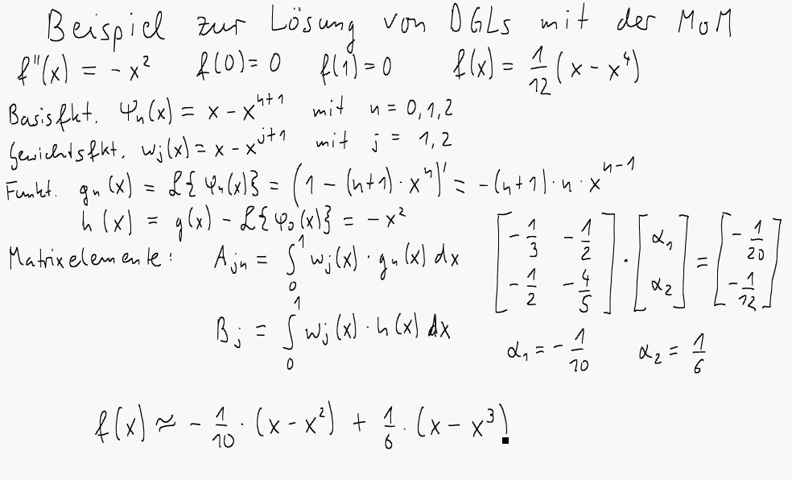 Beispiel zur Lösung von DGLs mit der MoM
f''(x) = -x² f(0)=0 f(1)=0 f(x) = 1/12 (x - x⁴)
Basisfkt. φₙ(x) = x - xⁿ⁺¹ mit n = 0,1,2
Gewichtsfkt. wⱼ(x) = x - xʲ⁺¹ mit j = 1,2
Funkt. gₙ(x) = ℒ{φₙ(x)} = (1 - (n+1)·xⁿ)' = -(n+1)·n·xⁿ⁻¹
h(x) = g(x) - ℒ{φ₀(x)} = -x²
Matrixelemente: Aⱼₙ = ∫₀¹ wⱼ(x)·gₙ(x) dx
[-1/3 -1/2; -1/2 -4/5] · [α₁; α₂] = [-1/20; -1/12]
Bⱼ = ∫₀¹ wⱼ(x)·h(x) dx
α₁ = -1/10 α₂ = 1/6
f(x) ≈ -1/10·(x - x²) + 1/6·(x - x³)